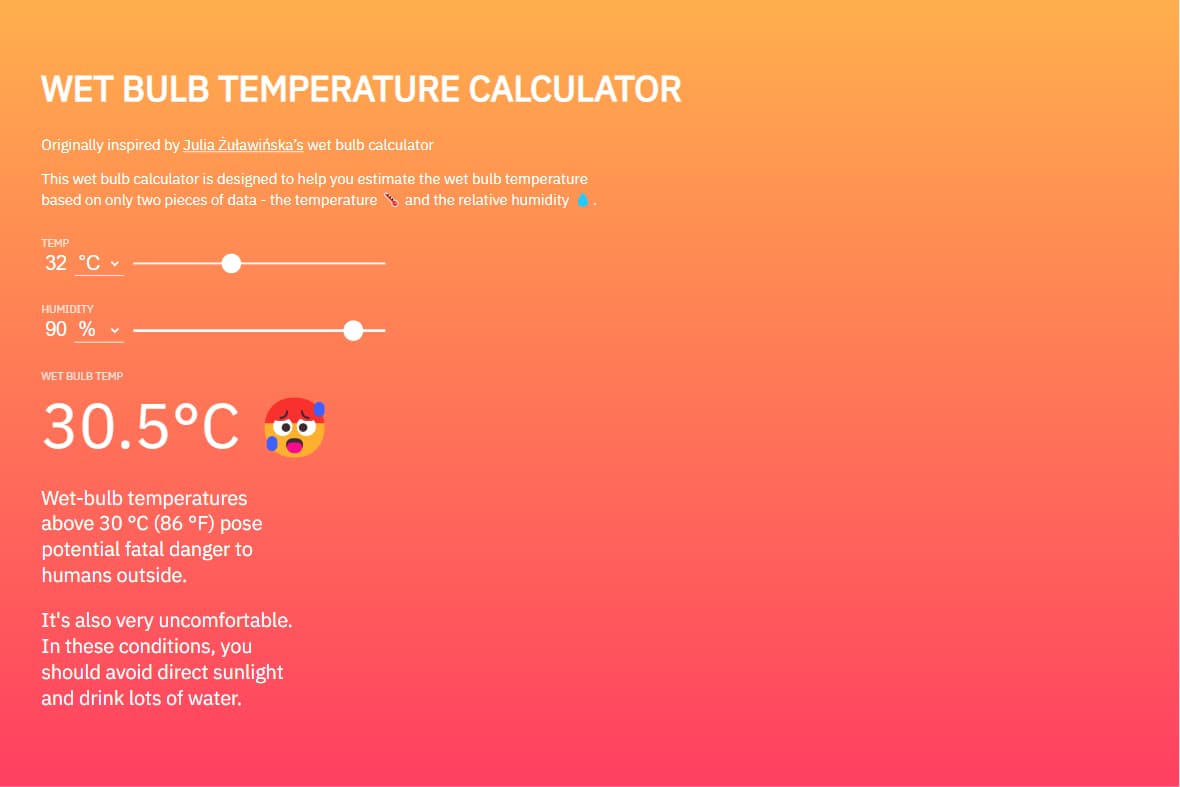 WET BULB TEMPERATURE CALCULATOR
Originally inspired by Julia Żuławińska's wet bulb calculator
This wet bulb calculator is designed to help you estimate the wet bulb temperature
based on only two pieces of data - the temperature 🌡️ and the relative humidity 💧.
TEMP
32 °C
HUMIDITY
90 %
WET BULB TEMP
30.5°C 🥵
Wet-bulb temperatures
above 30 °C (86 °F) pose
potential fatal danger to
humans outside.
It's also very uncomfortable.
In these conditions, you
should avoid direct sunlight
and drink lots of water.